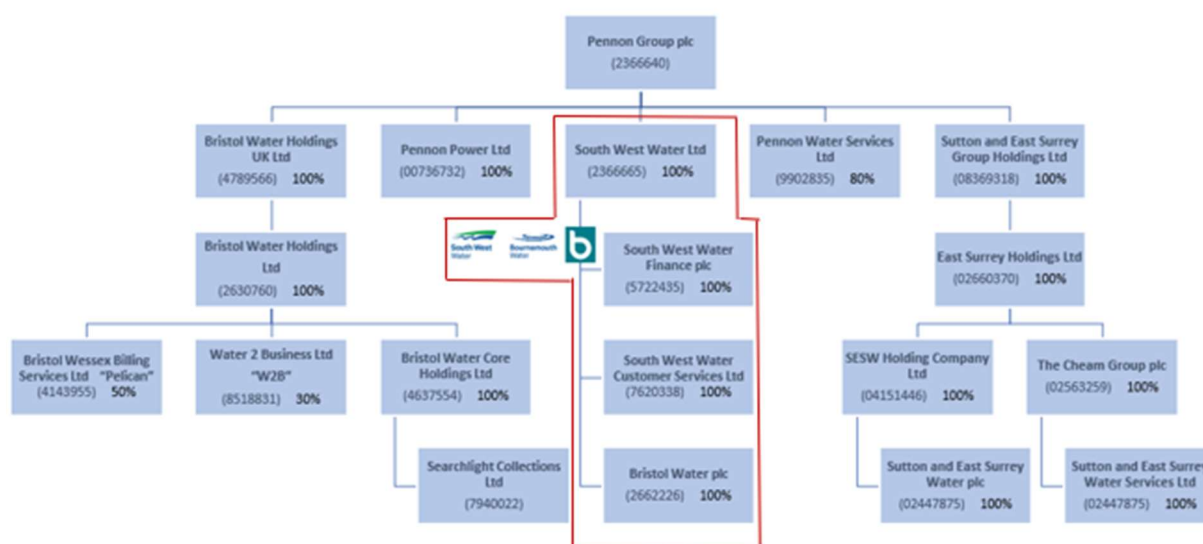 Pennon Group plc
(2366640)
Bristol Water Holdings
UK Ltd
(4789566) 100%
Pennon Power Ltd
(00736732) 100%
South West Water Ltd
(2366665) 100%
Pennon Water Services
Ltd
(9902835) 80%
Sutton and East Surrey
Group Holdings Ltd
(08369318) 100%
Bristol Water Holdings
Ltd
(2630760) 100%
South West
Water
Bournemouth
Water
b
South West Water
Finance plc
(5722435) 100%
East Surrey Holdings Ltd
(02660370) 100%
Bristol Wessex Billing
Services Ltd "Pelican"
(4143955) 50%
Water 2 Business Ltd
"W2B"
(8518831) 30%
Bristol Water Core
Holdings Ltd
(4637554) 100%
South West Water
Customer Services Ltd
(7620338) 100%
SESW Holding Company
Ltd
(04151446) 100%
The Cheam Group plc
(02563259) 100%
Searchlight Collections
Ltd
(7940022)
Bristol Water plc
(2662226) 100%
Sutton and East Surrey
Water plc
(02447875) 100%
Sutton and East Surrey
Water Services Ltd
(02447875) 100%